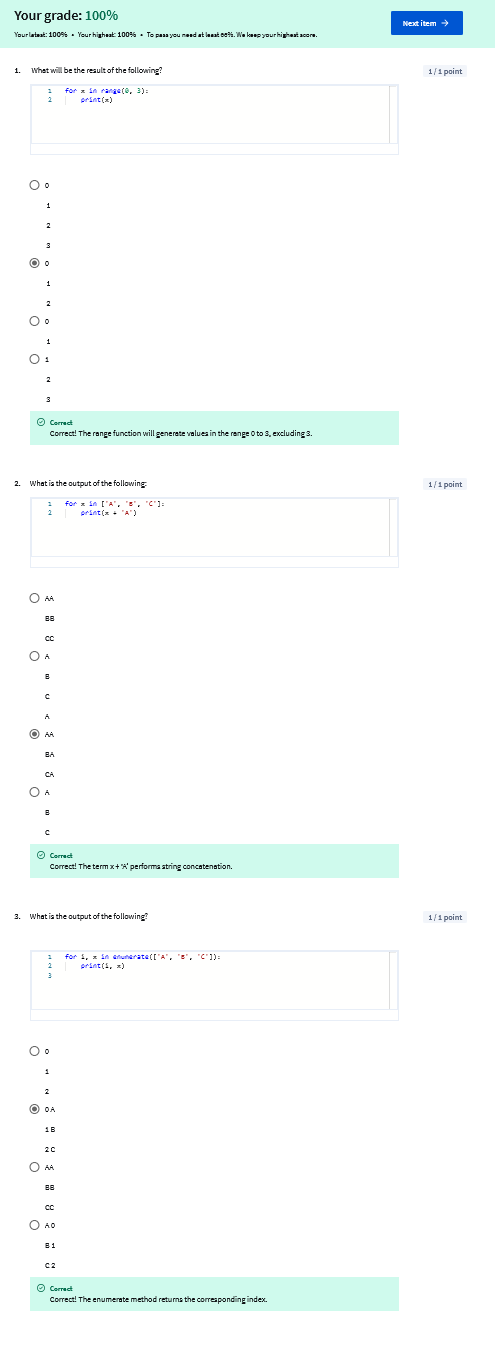 Your grade: 100%
Your latest: 100% • Your highest: 100% • To pass you need at least 66%. We keep your highest score.
Next item →
1. What will be the result of the following?
1 / 1 point
1 for x in range(0, 3):
2 print(x)
0
1
2
3
0
1
2
0
1
1
2
3
Correct
Correct! The range function will generate values in the range 0 to 3, excluding 3.
2. What is the output of the following:
1 / 1 point
1 for x in ['A', 'B', 'C']:
2 print(x + 'A')
AA
BB
CC
A
B
C
A
AA
BA
CA
A
B
C
Correct
Correct! The term x + 'A' performs string concatenation.
3. What is the output of the following?
1 / 1 point
1 for i, x in enumerate(['A', 'B', 'C']):
2 print(i, x)
3
0
1
2
0 A
1 B
2 C
AA
BB
CC
A 0
B 1
C 2
Correct
Correct! The enumerate method returns the corresponding index.